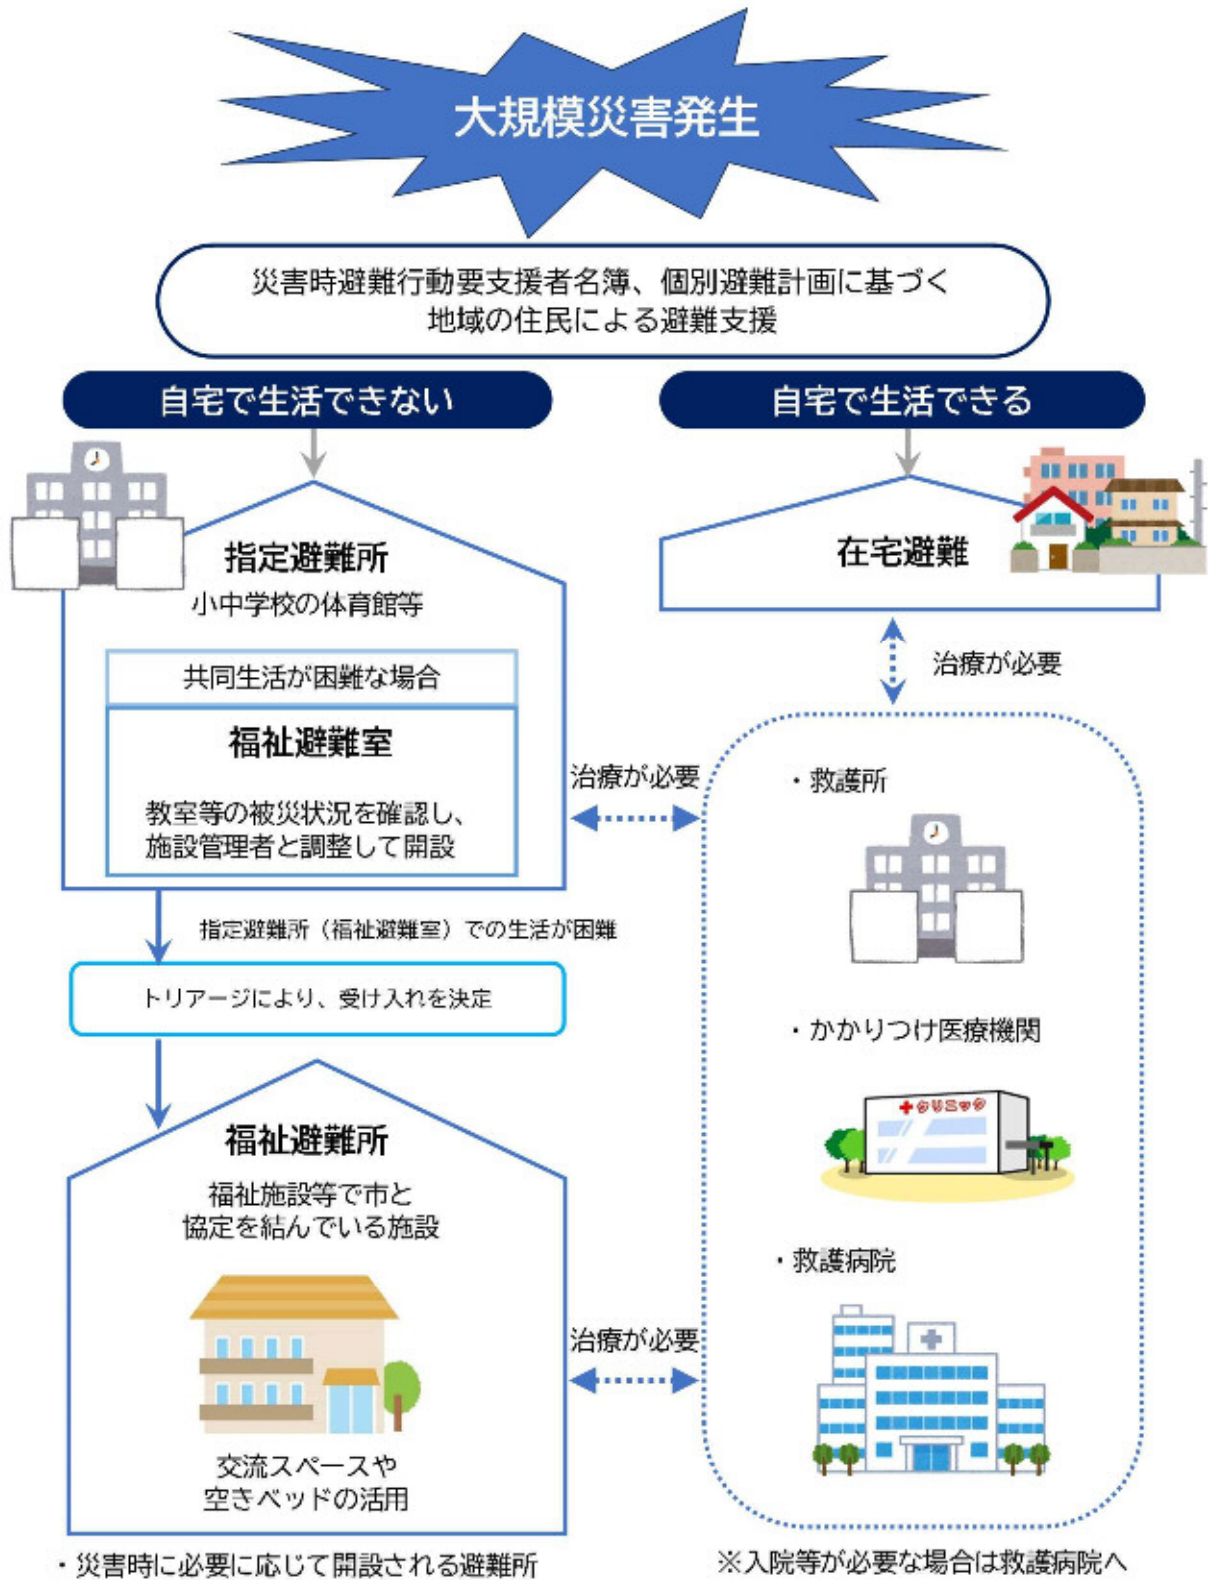 大規模災害発生
災害時避難行動要支援者名簿、個別避難計画に基づく
地域の住民による避難支援
自宅で生活できない
自宅で生活できる
指定避難所
小中学校の体育館等
共同生活が困難な場合
福祉避難室
教室等の被災状況を確認し、
施設管理者と調整して開設
在宅避難
治療が必要
治療が必要
・救護所
指定避難所（福祉避難室）での生活が困難
トリアージにより、受け入れを決定
・かかりつけ医療機関
クリニック
福祉避難所
福祉施設等で市と
協定を結んでいる施設
・救護病院
治療が必要
交流スペースや
空きベッドの活用
・災害時に必要に応じて開設される避難所
※入院等が必要な場合は救護病院へ